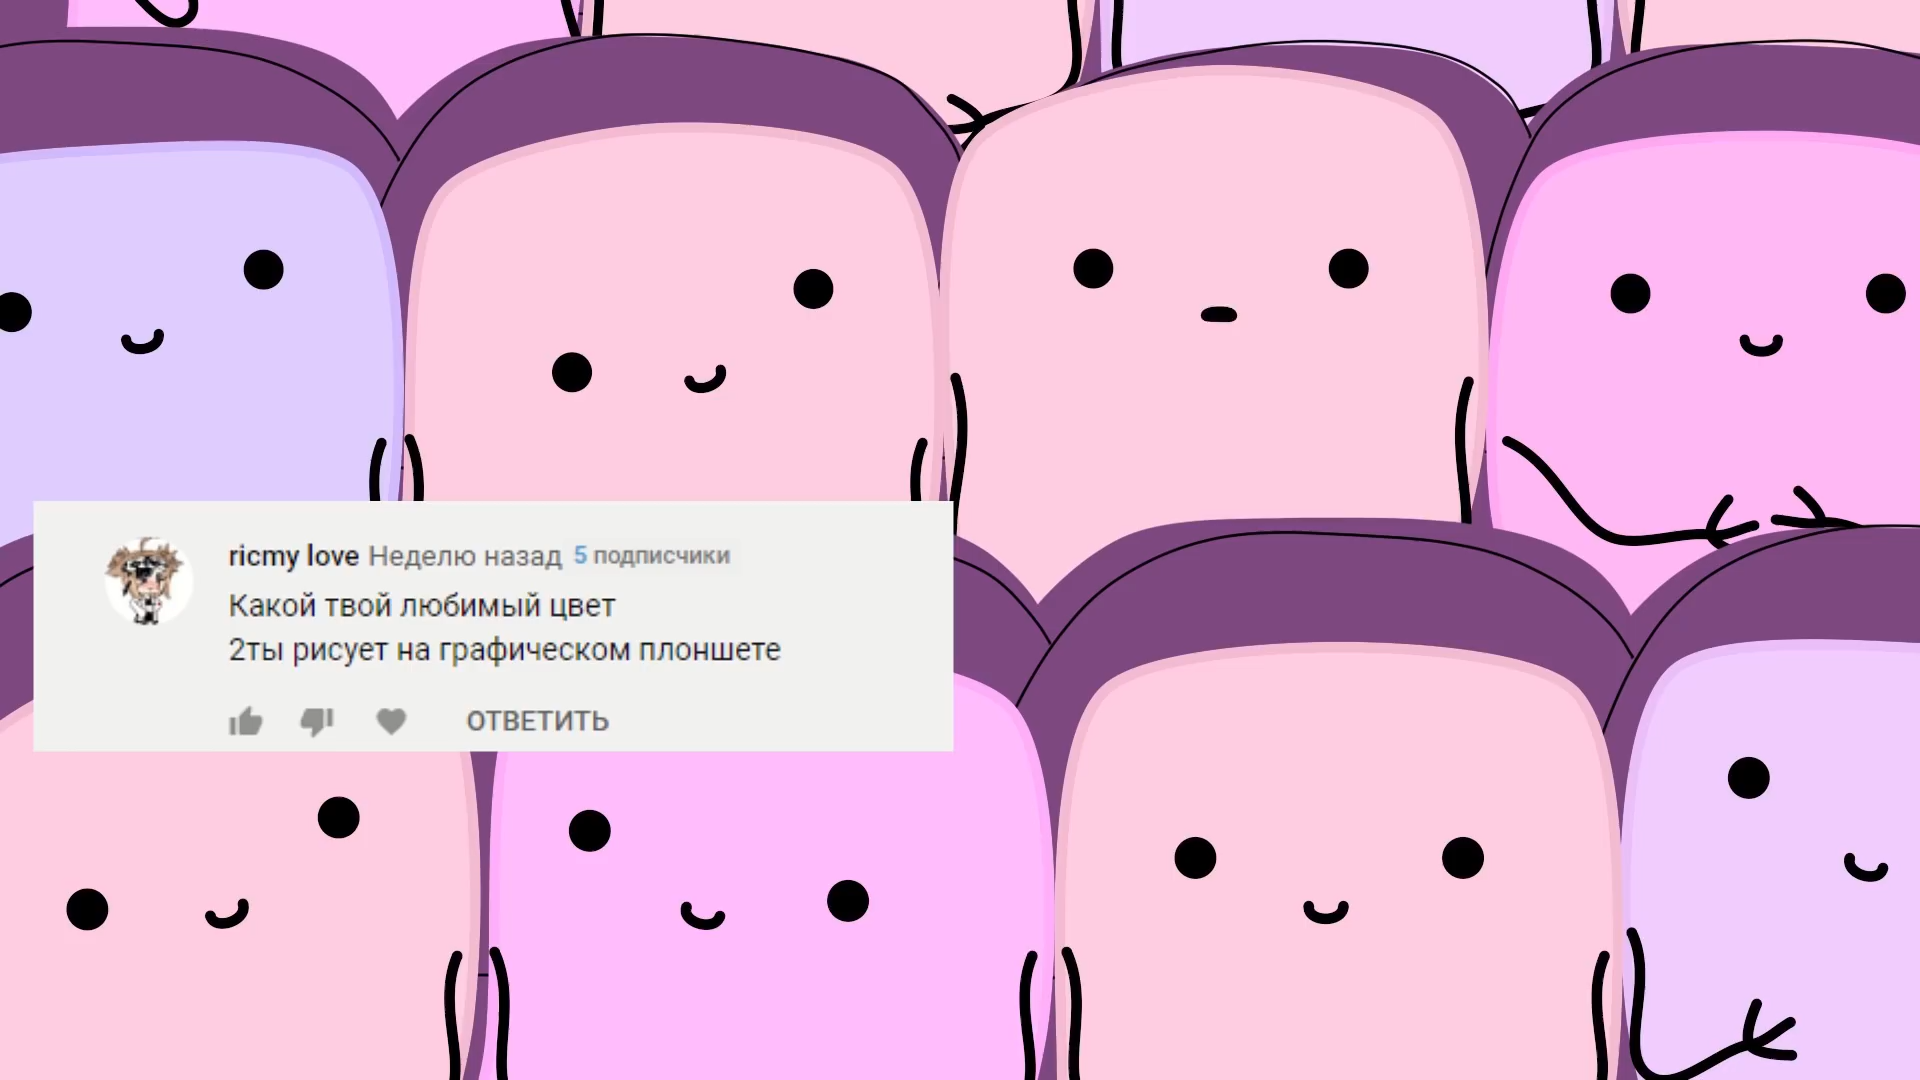 ricmy love Неделю назад 5 подписчики
Какой твой любимый цвет
2ты рисует на графическом плоншете
ОТВЕТИТЬ